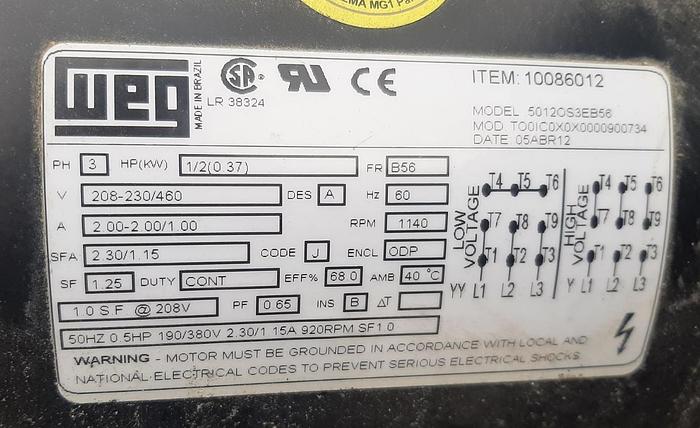 EMA MG1 Par
weg
MADE IN BRAZIL
SA
LR 38324
RU
CE
ITEM: 10086012
MODEL 5012OS3EB56
MOD. TO0IC0X0X0000900734
DATE 05ABR12
PH 3 HP(KW) 1/2(0.37) FR B56
V 208-230/460 DES A Hz 60
A 2.00-2.00/1.00 RPM 1140
SFA 2.30/1.15 CODE J ENCL ODP
SF 1.25 DUTY CONT EFF% 68.0 AMB 40 °C
1.0 S.F. @ 208V PF 0.65 INS B ΔT
50HZ 0.5HP 190/380V 2.30/1.15A 920RPM SF1.0
LOW VOLTAGE
T4 T5 T6
T7 T8 T9
T1 T2 T3
YY L1 L2 L3
HIGH VOLTAGE
T4 T5 T6
T7 T8 T9
T1 T2 T3
Y L1 L2 L3
WARNING - MOTOR MUST BE GROUNDED IN ACCORDANCE WITH LOCAL AND
NATIONAL ELECTRICAL CODES TO PREVENT SERIOUS ELECTRICAL SHOCKS.